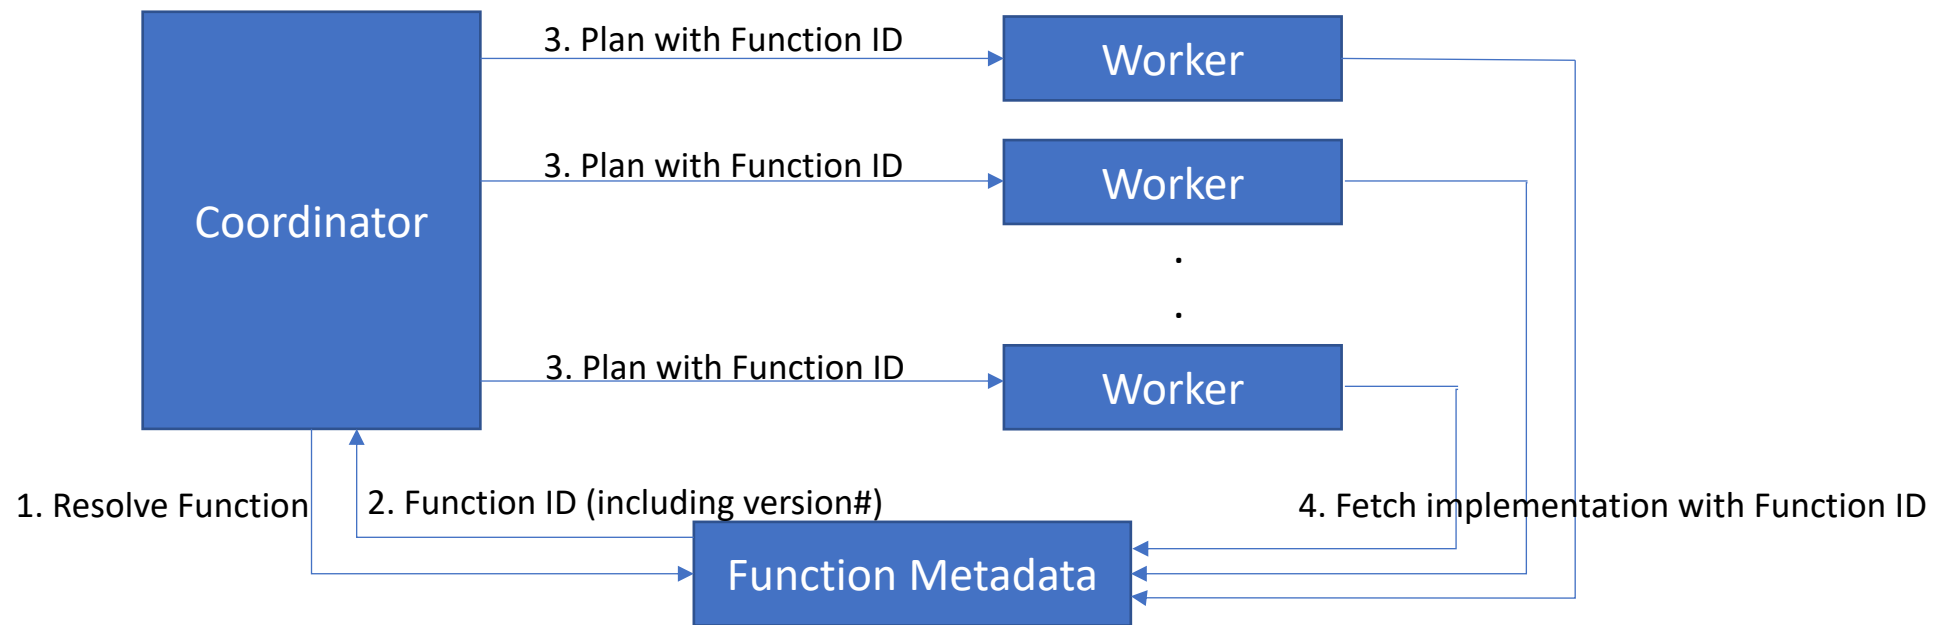 3. Plan with Function ID
Worker
3. Plan with Function ID
Worker
Coordinator
.
.
3. Plan with Function ID
Worker
1. Resolve Function
2. Function ID (including version#)
4. Fetch implementation with Function ID
Function Metadata